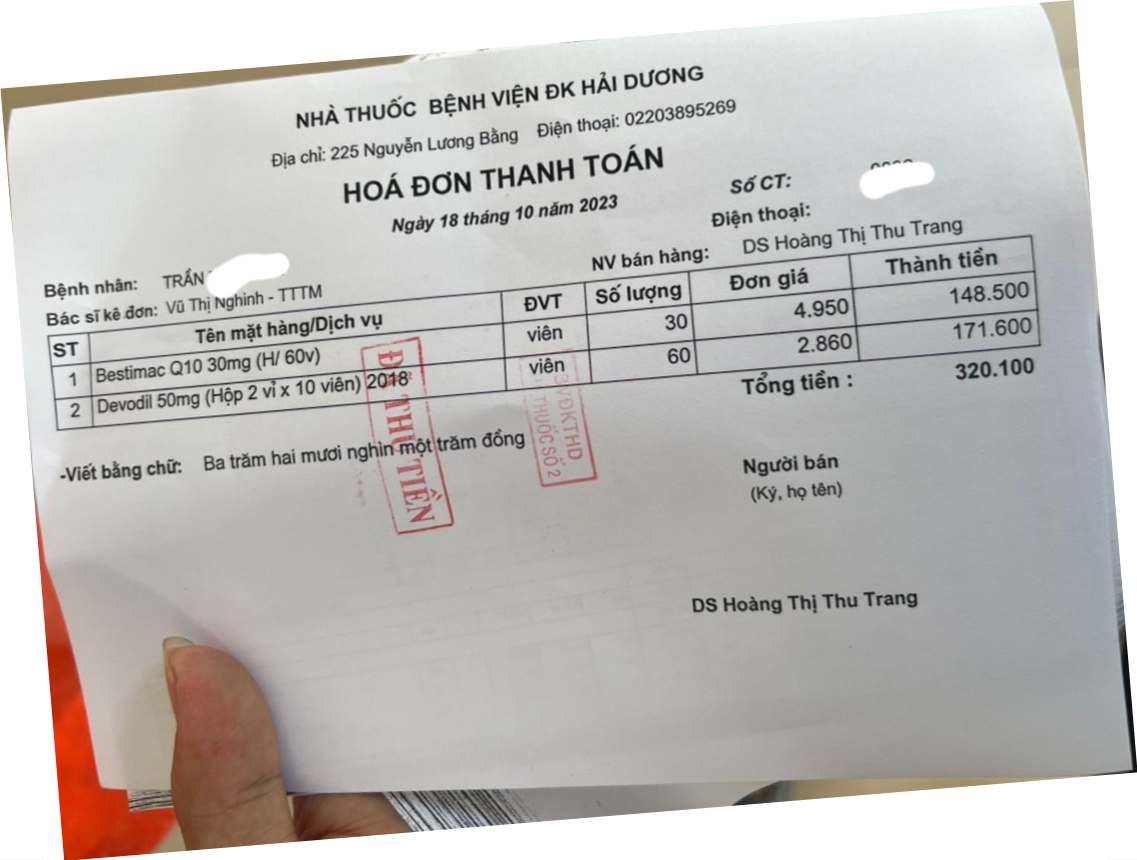 NHÀ THUỐC BỆNH VIỆN ĐK HẢI DƯƠNG
Địa chỉ: 225 Nguyễn Lương Bằng Điện thoại: 02203895269
HOÁ ĐƠN THANH TOÁN
Ngày 18 tháng 10 năm 2023
Số CT:
Điện thoại:
Bệnh nhân: TRẦN
NV bán hàng: DS Hoàng Thị Thu Trang
Bác sĩ kê đơn: Vũ Thị Nghinh - TTTM
ST Tên mặt hàng/Dịch vụ ĐVT Số lượng Đơn giá Thành tiền
1 Bestimac Q10 30mg (H/ 60v) viên 30 4.950 148.500
2 Devodil 50mg (Hộp 2 vỉ x 10 viên) 2018 viên 60 2.860 171.600
Tổng tiền : 320.100
-Viết bằng chữ: Ba trăm hai mươi nghìn một trăm đồng
ĐÃ THU TIỀN
BVĐKTHD
THUỐC SỐ 2
Người bán
(Ký, họ tên)
DS Hoàng Thị Thu Trang